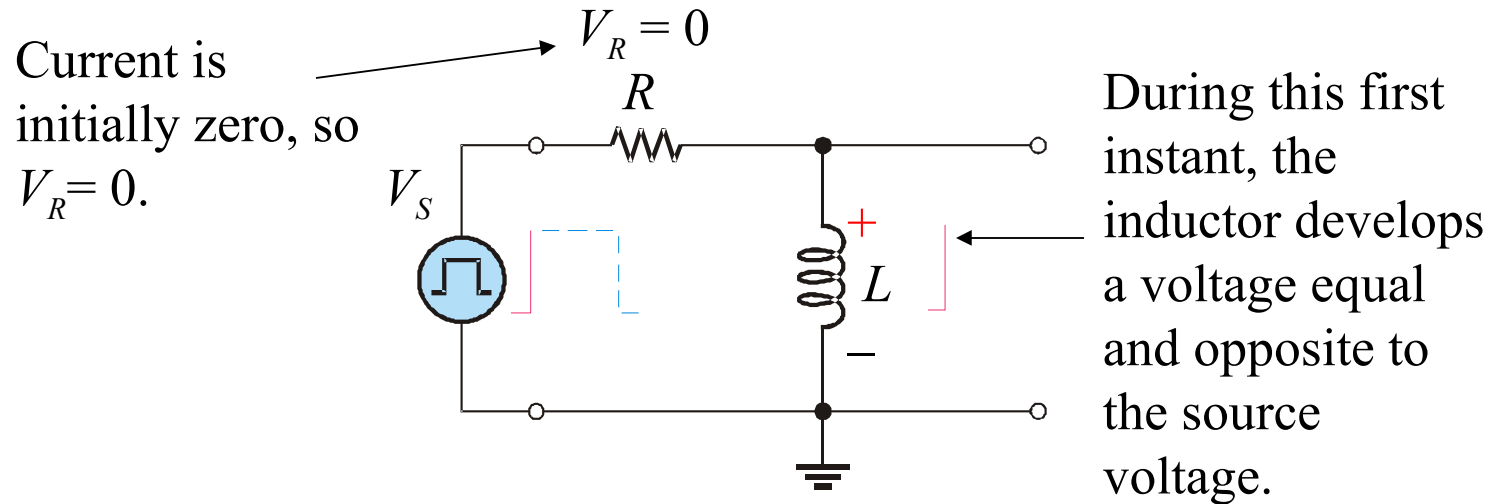 Current is
initially zero, so
V_R= 0.
V_R = 0
R
V_S
+
L
–
During this first
instant, the
inductor develops
a voltage equal
and opposite to
the source
voltage.